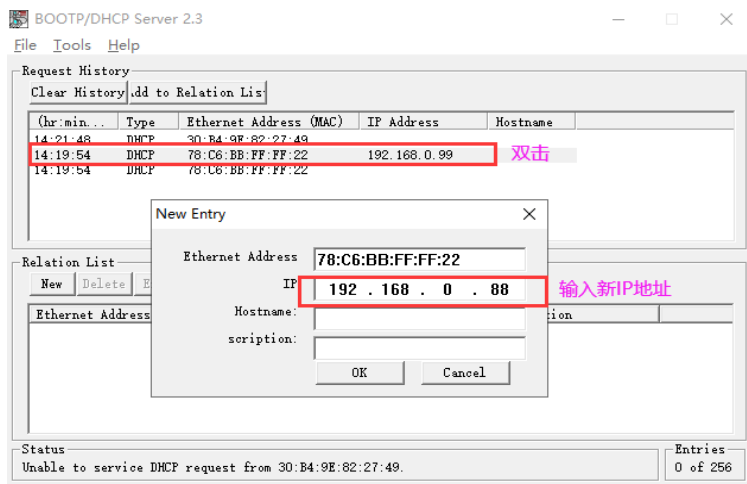 BOOTP/DHCP Server 2.3
File Tools Help
Request History
Clear History dd to Relation Lis
(hr:min... Type Ethernet Address (MAC) IP Address Hostname
14:21:48 DHCP 30:B4:9E:82:27:49
14:19:54 DHCP 78:C6:BB:FF:FF:22 192.168.0.99 双击
14:19:54 DHCP 78:C6:BB:FF:FF:22
New Entry
Ethernet Address 78:C6:BB:FF:FF:22
Relation List
New Delete E
IP 192 . 168 . 0 . 88 输入新IP地址
Ethernet Address Hostname: ion
scription:
OK Cancel
Status
Unable to service DHCP request from 30:B4:9E:82:27:49.
Entries
0 of 256